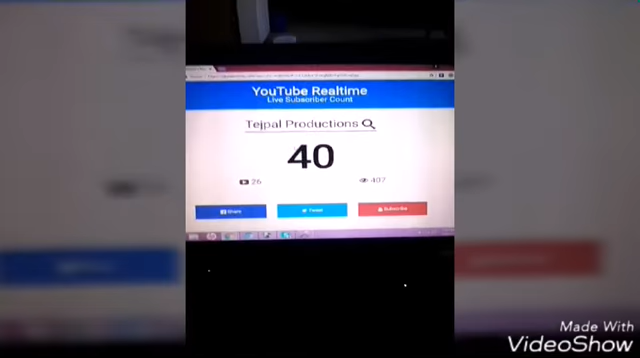 YouTube Realtime
Live Subscriber Count
Tejpal Productions
40
26
407
Share
Tweet
Subscribe
Made With
VideoShow